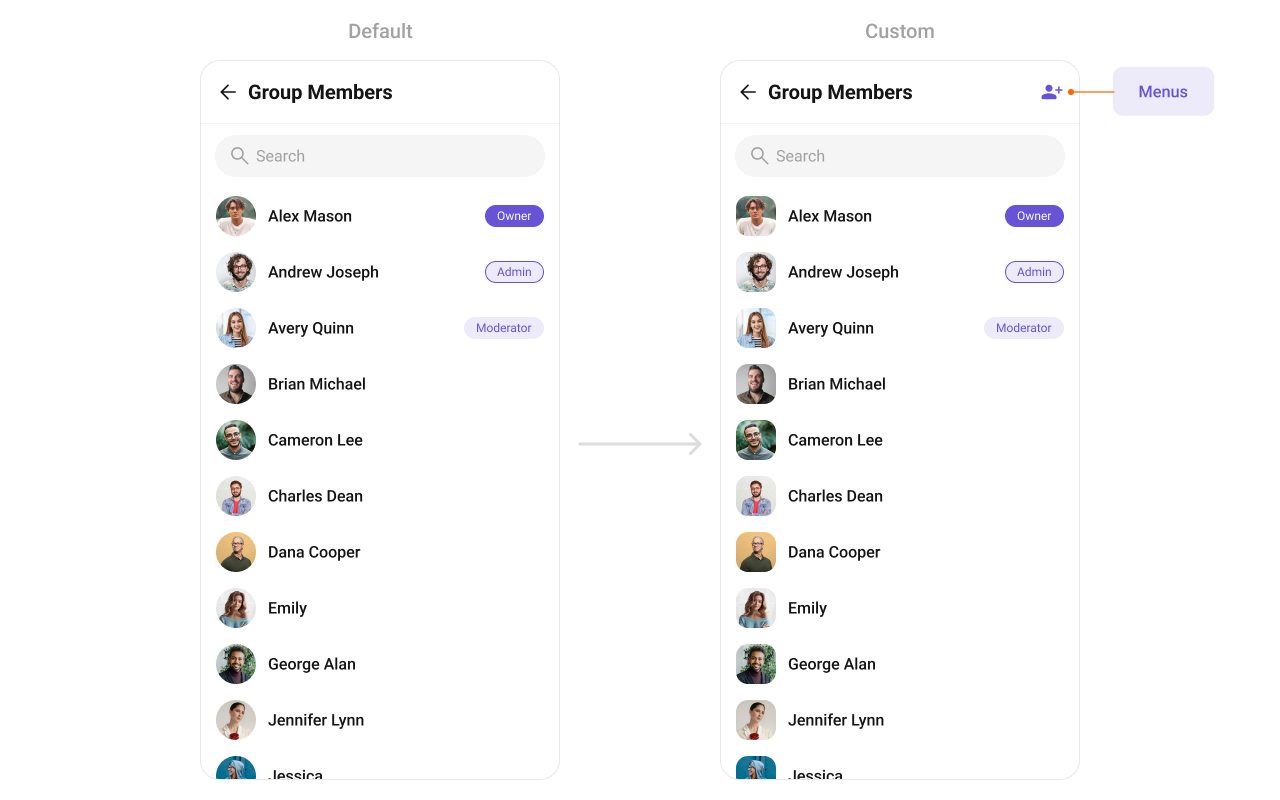 Default
Group Members
Search
Alex Mason
Owner
Andrew Joseph
Admin
Avery Quinn
Moderator
Brian Michael
Cameron Lee
Charles Dean
Dana Cooper
Emily
George Alan
Jennifer Lynn
Jessica
Custom
Group Members
Menus
Search
Alex Mason
Owner
Andrew Joseph
Admin
Avery Quinn
Moderator
Brian Michael
Cameron Lee
Charles Dean
Dana Cooper
Emily
George Alan
Jennifer Lynn
Jessica